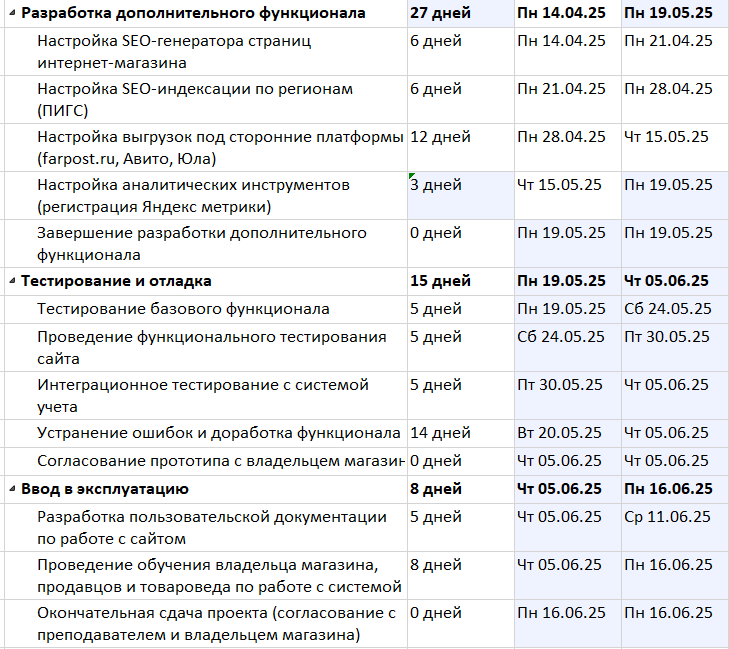 Разработка дополнительного функционала 27 дней Пн 14.04.25 Пн 19.05.25
Настройка SEO-генератора страниц 6 дней Пн 14.04.25 Пн 21.04.25
интернет-магазина
Настройка SEO-индексации по регионам 6 дней Пн 21.04.25 Пн 28.04.25
(ПИГС)
Настройка выгрузок под сторонние платформы 12 дней Пн 28.04.25 Чт 15.05.25
(farpost.ru, Авито, Юла)
Настройка аналитических инструментов 3 дней Чт 15.05.25 Пн 19.05.25
(регистрация Яндекс метрики)
Завершение разработки дополнительного 0 дней Пн 19.05.25 Пн 19.05.25
функционала
Тестирование и отладка 15 дней Пн 19.05.25 Чт 05.06.25
Тестирование базового функционала 5 дней Пн 19.05.25 Сб 24.05.25
Проведение функционального тестирования 5 дней Сб 24.05.25 Пт 30.05.25
сайта
Интеграционное тестирование с системой 5 дней Пт 30.05.25 Чт 05.06.25
учета
Устранение ошибок и доработка функционала 14 дней Вт 20.05.25 Чт 05.06.25
Согласование прототипа с владельцем магазин 0 дней Чт 05.06.25 Чт 05.06.25
Ввод в эксплуатацию 8 дней Чт 05.06.25 Пн 16.06.25
Разработка пользовательской документации 5 дней Чт 05.06.25 Ср 11.06.25
по работе с сайтом
Проведение обучения владельца магазина, 8 дней Чт 05.06.25 Пн 16.06.25
продавцов и товароведа по работе с системой
Окончательная сдача проекта (согласование с 0 дней Пн 16.06.25 Пн 16.06.25
преподавателем и владельцем магазина)